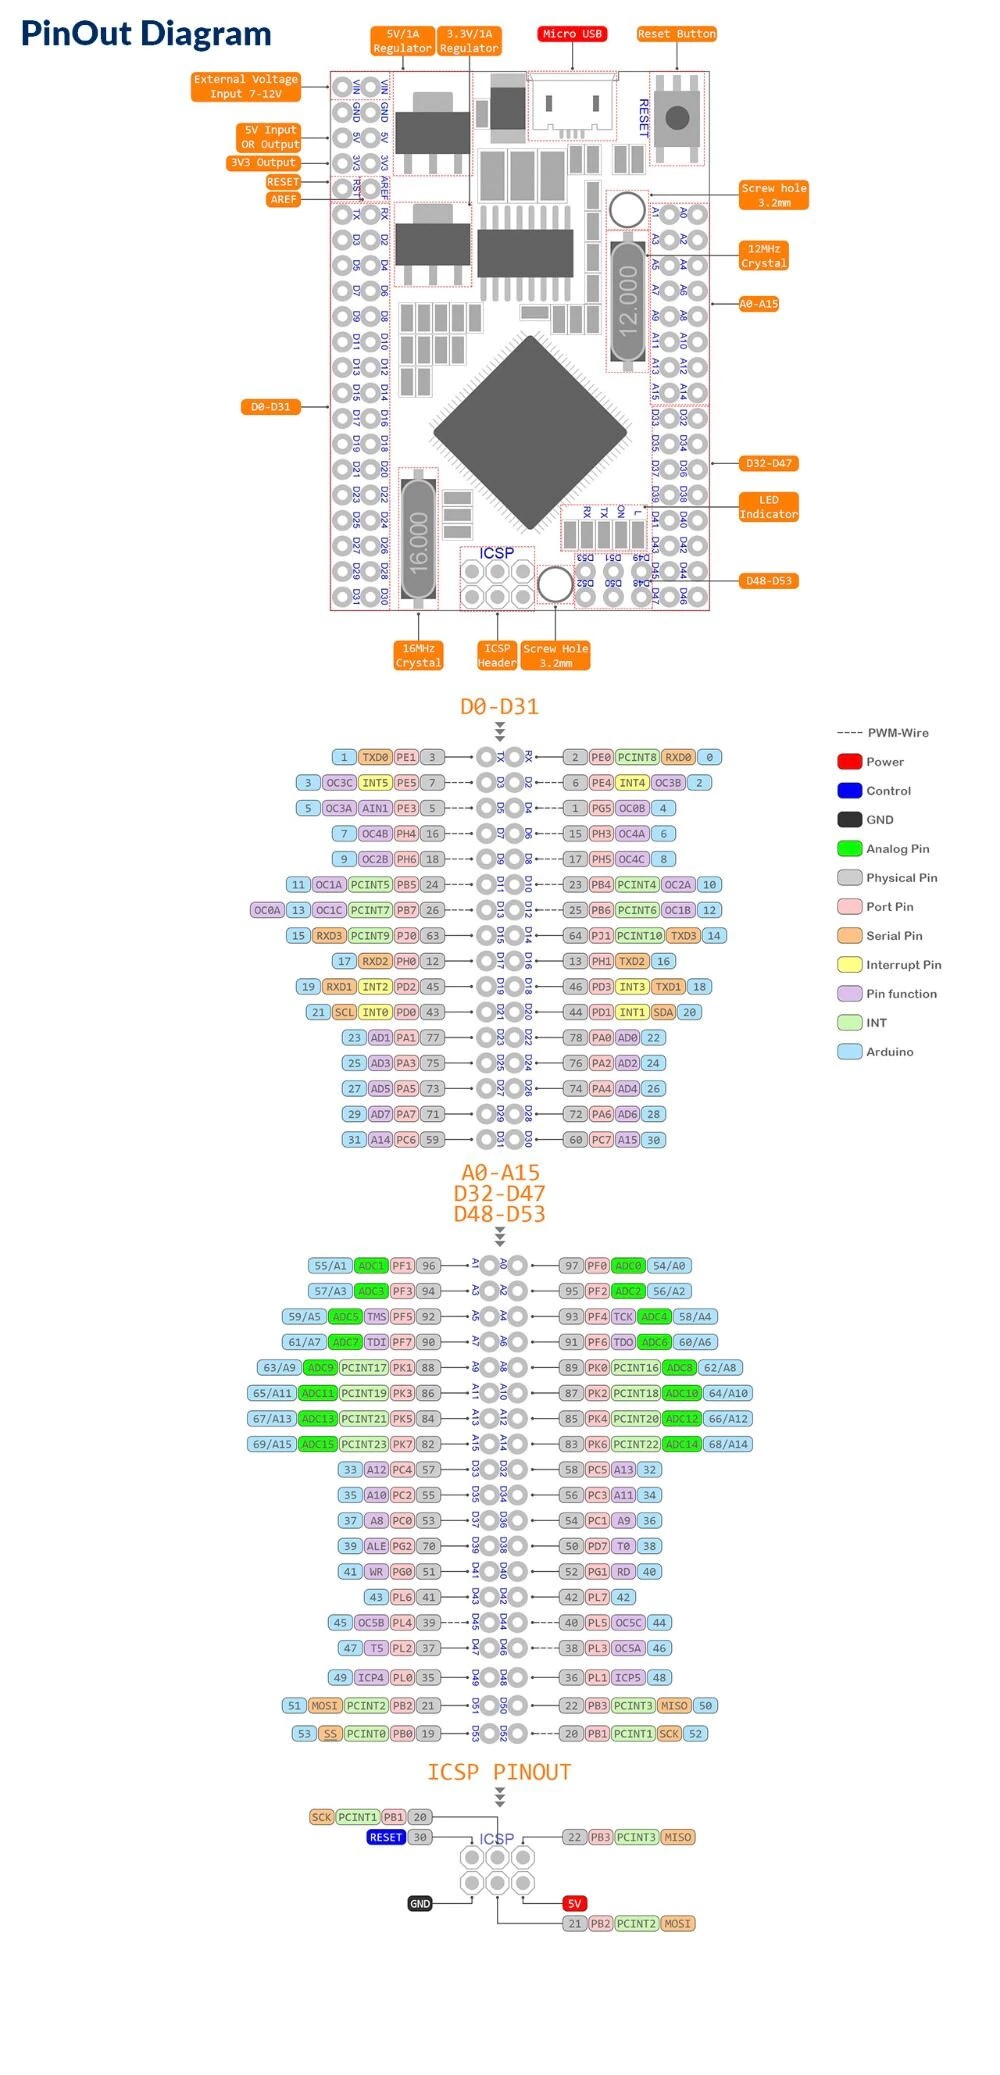 PinOut Diagram
5V/1A
Regulator
3.3V/1A
Regulator
Micro USB
Reset Button
External Voltage
Input 7-12V
5V Input
OR Output
3V3 Output
RESET
AREF
D0-D31
Screw hole
3.2mm
12MHz
Crystal
A0-A15
D32-D47
LED
Indicator
D48-D53
16MHz
Crystal
ICSP
Header
Screw Hole
3.2mm
VIN VIN
GND GND
5V 5V
3V3 3V3
RST AREF
TX RX
D3 D2
D5 D4
D7 D6
D9 D8
D11 D10
D13 D12
D15 D14
D17 D16
D19 D18
D21 D20
D23 D22
D25 D24
D27 D26
D29 D28
D31 D30
RESET
12.000
16.000
ICSP
RX TX ON L
A1 A0
A3 A2
A5 A4
A7 A6
A9 A8
A11 A10
A13 A12
A15 A14
D33 D32
D35 D34
D37 D36
D39 D38
D41 D40
D43 D42
D45 D44
D47 D46
D53 D51 D49
D52 D50 D48
D0-D31
1 TXD0 PE1 3 TX RX 2 PE0 PCINT8 RXD0 0
3 OC3C INT5 PE5 7 D3 D2 6 PE4 INT4 OC3B 2
5 OC3A AIN1 PE3 5 D5 D4 1 PG5 OC0B 4
7 OC4B PH4 16 D7 D6 15 PH3 OC4A 6
9 OC2B PH6 18 D9 D8 17 PH5 OC4C 8
11 OC1A PCINT5 PB5 24 D11 D10 23 PB4 PCINT4 OC2A 10
OC0A 13 OC1C PCINT7 PB7 26 D13 D12 25 PB6 PCINT6 OC1B 12
15 RXD3 PCINT9 PJ0 63 D15 D14 64 PJ1 PCINT10 TXD3 14
17 RXD2 PH0 12 D17 D16 13 PH1 TXD2 16
19 RXD1 INT2 PD2 45 D19 D18 46 PD3 INT3 TXD1 18
21 SCL INT0 PD0 43 D21 D20 44 PD1 INT1 SDA 20
23 AD1 PA1 77 D23 D22 78 PA0 AD0 22
25 AD3 PA3 75 D25 D24 76 PA2 AD2 24
27 AD5 PA5 73 D27 D26 74 PA4 AD4 26
29 AD7 PA7 71 D29 D28 72 PA6 AD6 28
31 A14 PC6 59 D31 D30 60 PC7 A15 30
PWM-Wire
Power
Control
GND
Analog Pin
Physical Pin
Port Pin
Serial Pin
Interrupt Pin
Pin function
INT
Arduino
A0-A15
D32-D47
D48-D53
55/A1 ADC1 PF1 96 A1 A0 97 PF0 ADC0 54/A0
57/A3 ADC3 PF3 94 A3 A2 95 PF2 ADC2 56/A2
59/A5 ADC5 TMS PF5 92 A5 A4 93 PF4 TCK ADC4 58/A4
61/A7 ADC7 TDI PF7 90 A7 A6 91 PF6 TDO ADC6 60/A6
63/A9 ADC9 PCINT17 PK1 88 A9 A8 89 PK0 PCINT16 ADC8 62/A8
65/A11 ADC11 PCINT19 PK3 86 A11 A10 87 PK2 PCINT18 ADC10 64/A10
67/A13 ADC13 PCINT21 PK5 84 A13 A12 85 PK4 PCINT20 ADC12 66/A12
69/A15 ADC15 PCINT23 PK7 82 A15 A14 83 PK6 PCINT22 ADC14 68/A14
33 A12 PC4 57 D33 D32 58 PC5 A13 32
35 A10 PC2 55 D35 D34 56 PC3 A11 34
37 A8 PC0 53 D37 D36 54 PC1 A9 36
39 ALE PG2 70 D39 D38 50 PD7 T0 38
41 WR PG0 51 D41 D40 52 PG1 RD 40
43 PL6 41 D43 D42 42 PL7 42
45 OC5B PL4 39 D45 D44 40 PL5 OC5C 44
47 T5 PL2 37 D47 D46 38 PL3 OC5A 46
49 ICP4 PL0 35 D49 D48 36 PL1 ICP5 48
51 MOSI PCINT2 PB2 21 D51 D50 22 PB3 PCINT3 MISO 50
53 SS PCINT0 PB0 19 D53 D52 20 PB1 PCINT1 SCK 52
ICSP PINOUT
SCK PCINT1 PB1 20
RESET 30 ICSP 22 PB3 PCINT3 MISO
GND 5V
21 PB2 PCINT2 MOSI